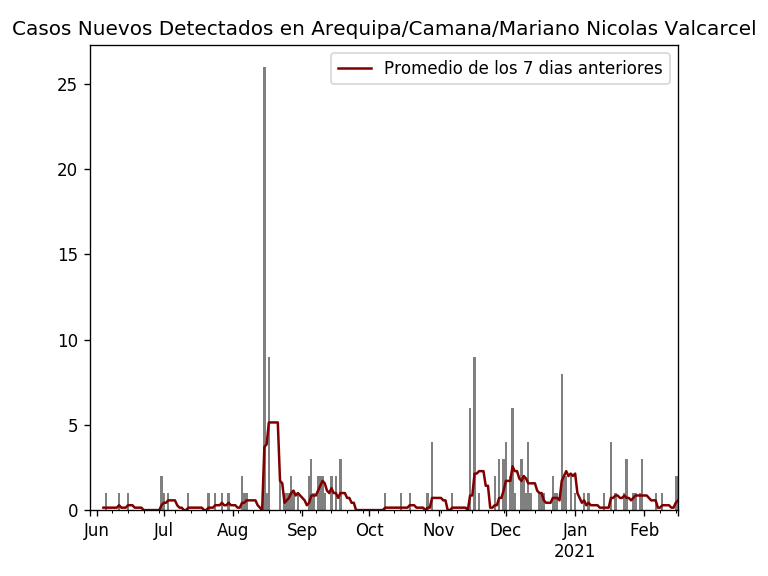 Casos Nuevos Detectados en Arequipa/Camana/Mariano Nicolas Valcarcel
Promedio de los 7 dias anteriores
25
20
15
10
5
0
Jun Jul Aug Sep Oct Nov Dec Jan Feb
2021